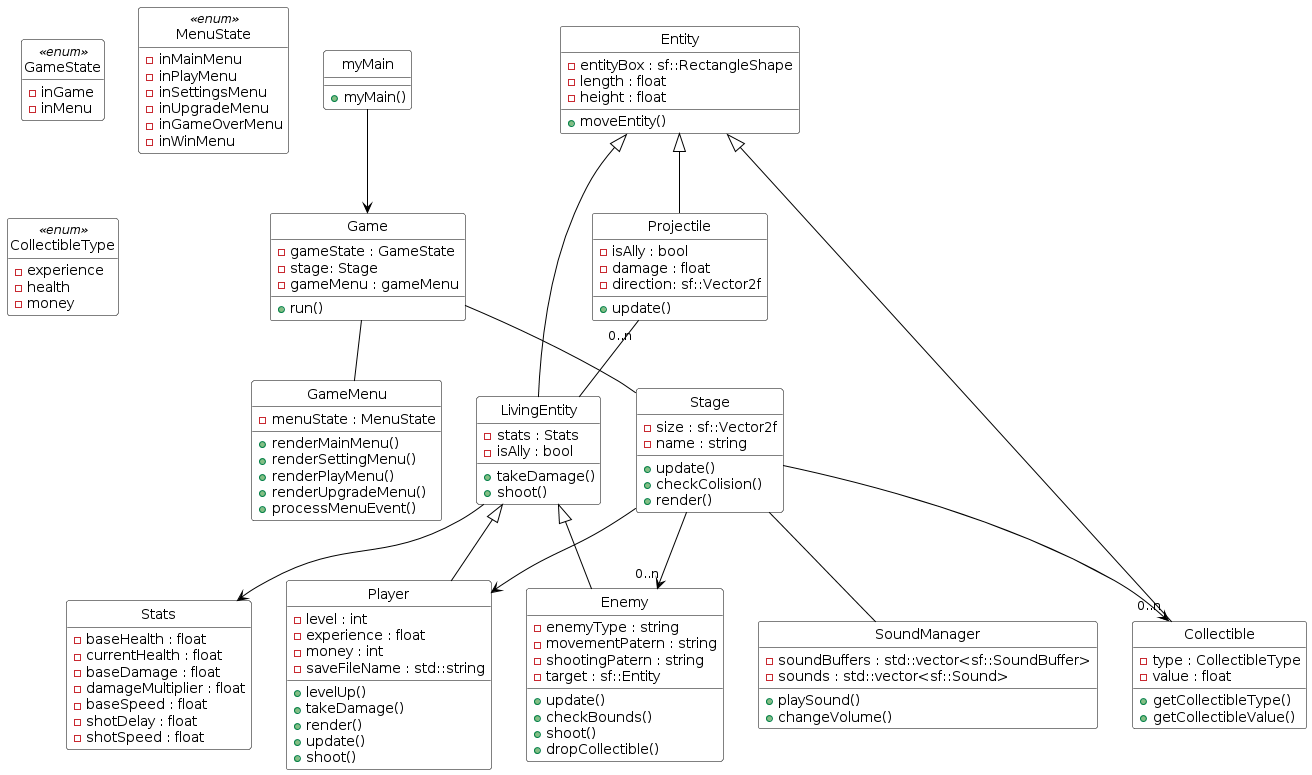 «enum»
GameState
inGame
inMenu
«enum»
MenuState
inMainMenu
inPlayMenu
inSettingsMenu
inUpgradeMenu
inGameOverMenu
inWinMenu
myMain
myMain()
Entity
entityBox : sf::RectangleShape
length : float
height : float
moveEntity()
«enum»
CollectibleType
experience
health
money
Game
gameState : GameState
stage: Stage
gameMenu : gameMenu
run()
Projectile
isAlly : bool
damage : float
direction: sf::Vector2f
update()
0..n
GameMenu
menuState : MenuState
renderMainMenu()
renderSettingMenu()
renderPlayMenu()
renderUpgradeMenu()
processMenuEvent()
LivingEntity
stats : Stats
isAlly : bool
takeDamage()
shoot()
Stage
size : sf::Vector2f
name : string
update()
checkColision()
render()
0..n
0..n
Stats
baseHealth : float
currentHealth : float
baseDamage : float
damageMultiplier : float
baseSpeed : float
shotDelay : float
shotSpeed : float
Player
level : int
experience : float
money : int
saveFileName : std::string
levelUp()
takeDamage()
render()
update()
shoot()
Enemy
enemyType : string
movementPatern : string
shootingPatern : string
target : sf::Entity
update()
checkBounds()
shoot()
dropCollectible()
SoundManager
soundBuffers : std::vector<sf::SoundBuffer>
sounds : std::vector<sf::Sound>
playSound()
changeVolume()
Collectible
type : CollectibleType
value : float
getCollectibleType()
getCollectibleValue()